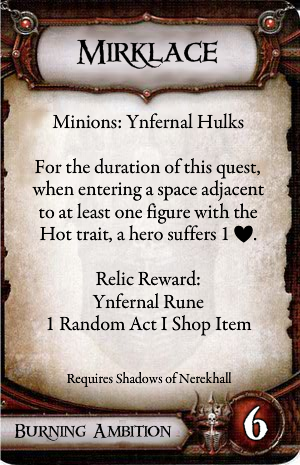 Mirklace
Minions: Ynfernal Hulks
For the duration of this quest,
when entering a space adjacent
to at least one figure with the
Hot trait, a hero suffers 1 ♥.
Relic Reward:
Ynfernal Rune
1 Random Act I Shop Item
Requires Shadows of Nerekhall
Burning Ambition
6